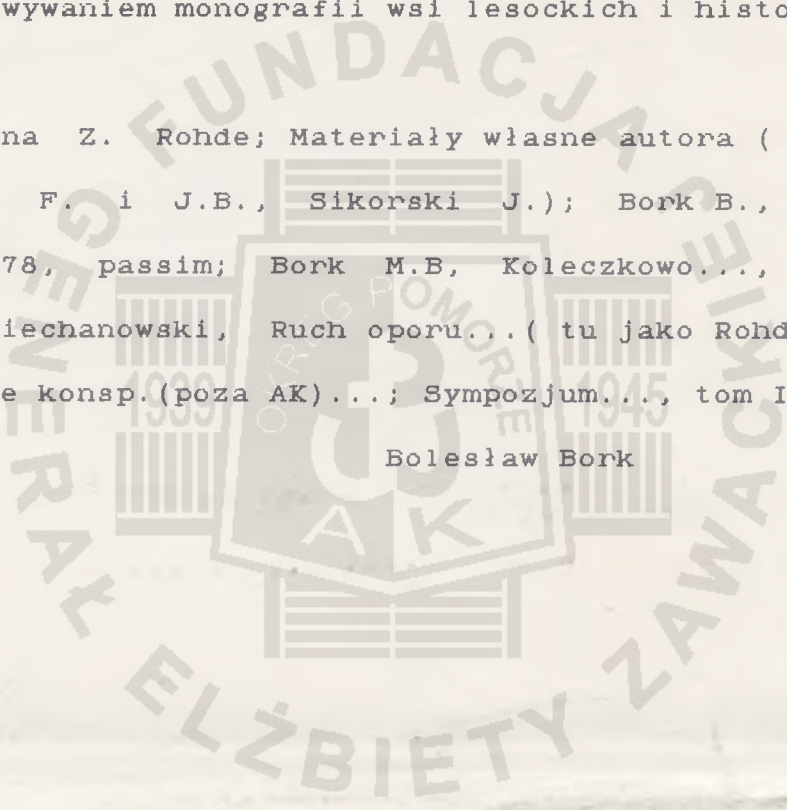 wywaniem monografii wsi lesockich i histo
na Z. Rohde; Materiały własne autora (
F. i J.B., Sikorski J.); Bork B.,
78, passim; Bork M.B, Koleczkowo...,
iechanowski, Ruch oporu...( tu jako Rohd
e konsp.(poza AK)...; Sympozjum..., tom I
Bolesław Bork
FUNDACJA GENERAŁ ELŻBIETY ZAWACKIEJ
OKRĘG POMORZE
1939 1945
AK